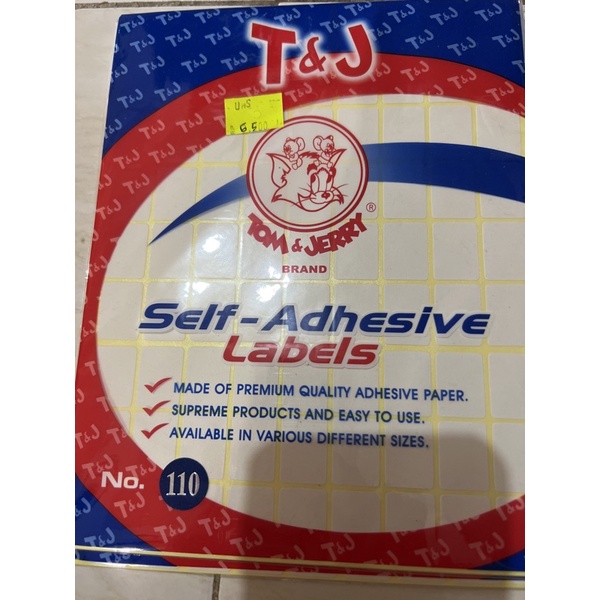 T&J
TOM & JERRY ®
BRAND
Self-Adhesive
Labels
MADE OF PREMIUM QUALITY ADHESIVE PAPER.
SUPREME PRODUCTS AND EASY TO USE.
AVAILABLE IN VARIOUS DIFFERENT SIZES.
No. 110